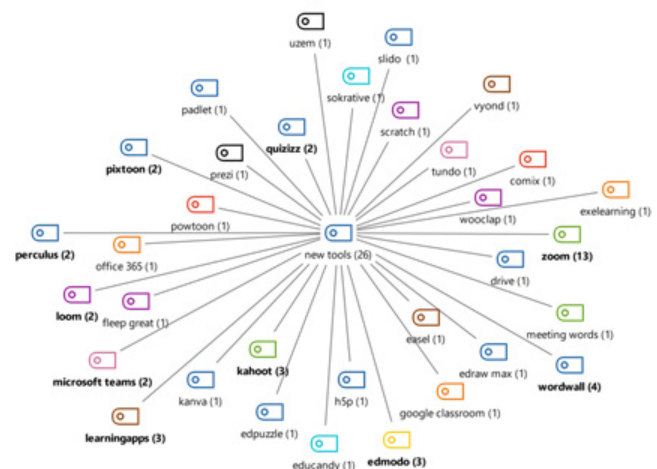 uzem (1)
slido (1)
sokrative (1)
padlet (1)
vyond (1)
scratch (1)
quizizz (2)
pixtoon (2)
prezi (1)
tundo (1)
comix (1)
powtoon (1)
wooclap (1)
exelearning (1)
perculus (2)
office 365 (1)
new tools (26)
zoom (13)
drive (1)
loom (2)
fleep great (1)
easel (1)
meeting words (1)
microsoft teams (2)
kahoot (3)
edraw max (1)
wordwall (4)
kanva (1)
h5p (1)
google classroom (1)
learningapps (3)
edpuzzle (1)
educandy (1)
edmodo (3)